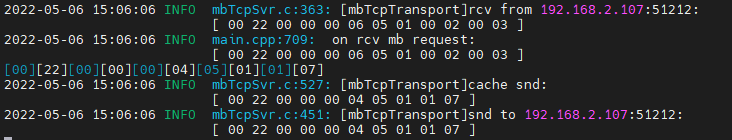 2022-05-06 15:06:06 INFO mbTcpSvr.c:363: [mbTcpTransport]rcv from 192.168.2.107:51212:
[ 00 22 00 00 00 06 05 01 00 02 00 03 ]
2022-05-06 15:06:06 INFO main.cpp:709: on rcv mb request:
[ 00 22 00 00 00 06 05 01 00 02 00 03 ]
[00][22][00][00][00][04][05][01][01][07]
2022-05-06 15:06:06 INFO mbTcpSvr.c:527: [mbTcpTransport]cache snd:
[ 00 22 00 00 00 04 05 01 01 07 ]
2022-05-06 15:06:06 INFO mbTcpSvr.c:451: [mbTcpTransport]snd to 192.168.2.107:51212:
[ 00 22 00 00 00 04 05 01 01 07 ]